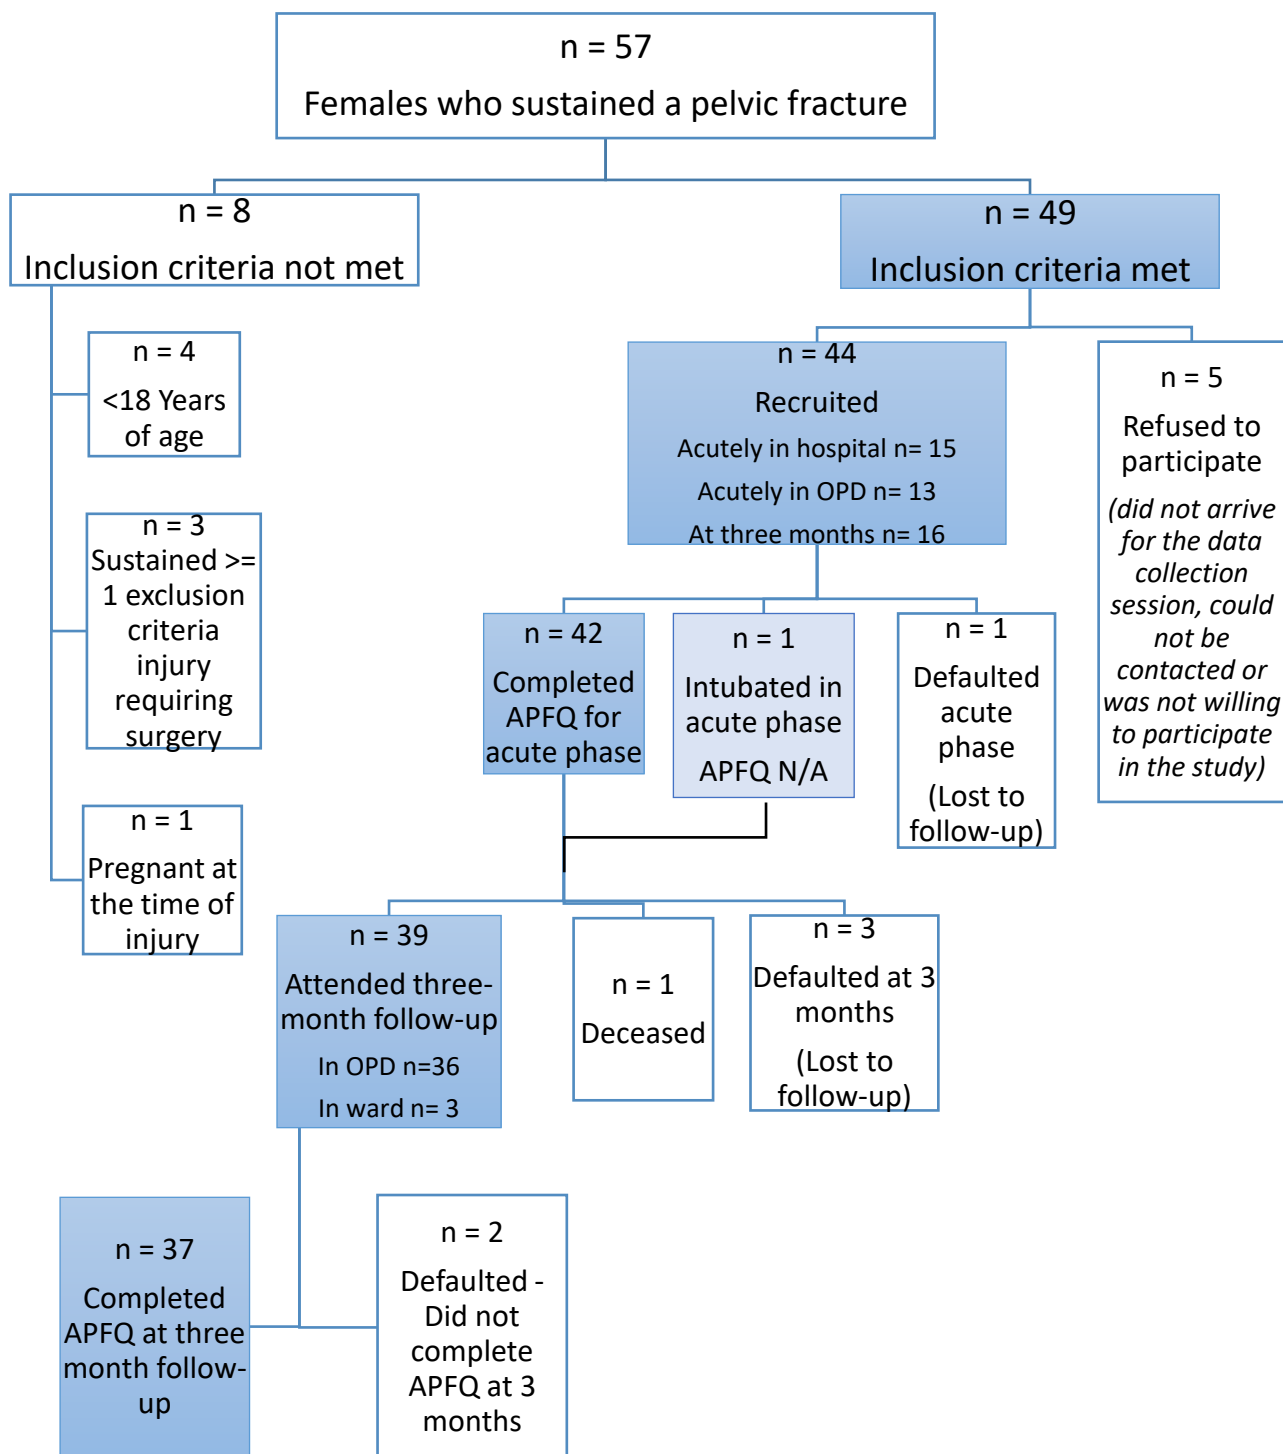 n = 57
Females who sustained a pelvic fracture
n = 8
Inclusion criteria not met
n = 49
Inclusion criteria met
n = 4
<18 Years
of age
n = 3
Sustained >=
1 exclusion
criteria
injury
requiring
surgery
n = 1
Pregnant at
the time of
injury
n = 44
Recruited
Acutely in hospital n= 15
Acutely in OPD n= 13
At three months n= 16
n = 5
Refused to
participate
(did not arrive
for the data
collection
session, could
not be
contacted or
was not willing
to participate
in the study)
n = 42
Completed
APFQ for
acute phase
n = 1
Intubated in
acute phase
APFQ N/A
n = 1
Defaulted
acute
phase
(Lost to
follow-up)
n = 39
Attended three-
month follow-up
In OPD n=36
In ward n= 3
n = 1
Deceased
n = 3
Defaulted at 3
months
(Lost to
follow-up)
n = 37
Completed
APFQ at three
month follow-
up
n = 2
Defaulted -
Did not
complete
APFQ at 3
months